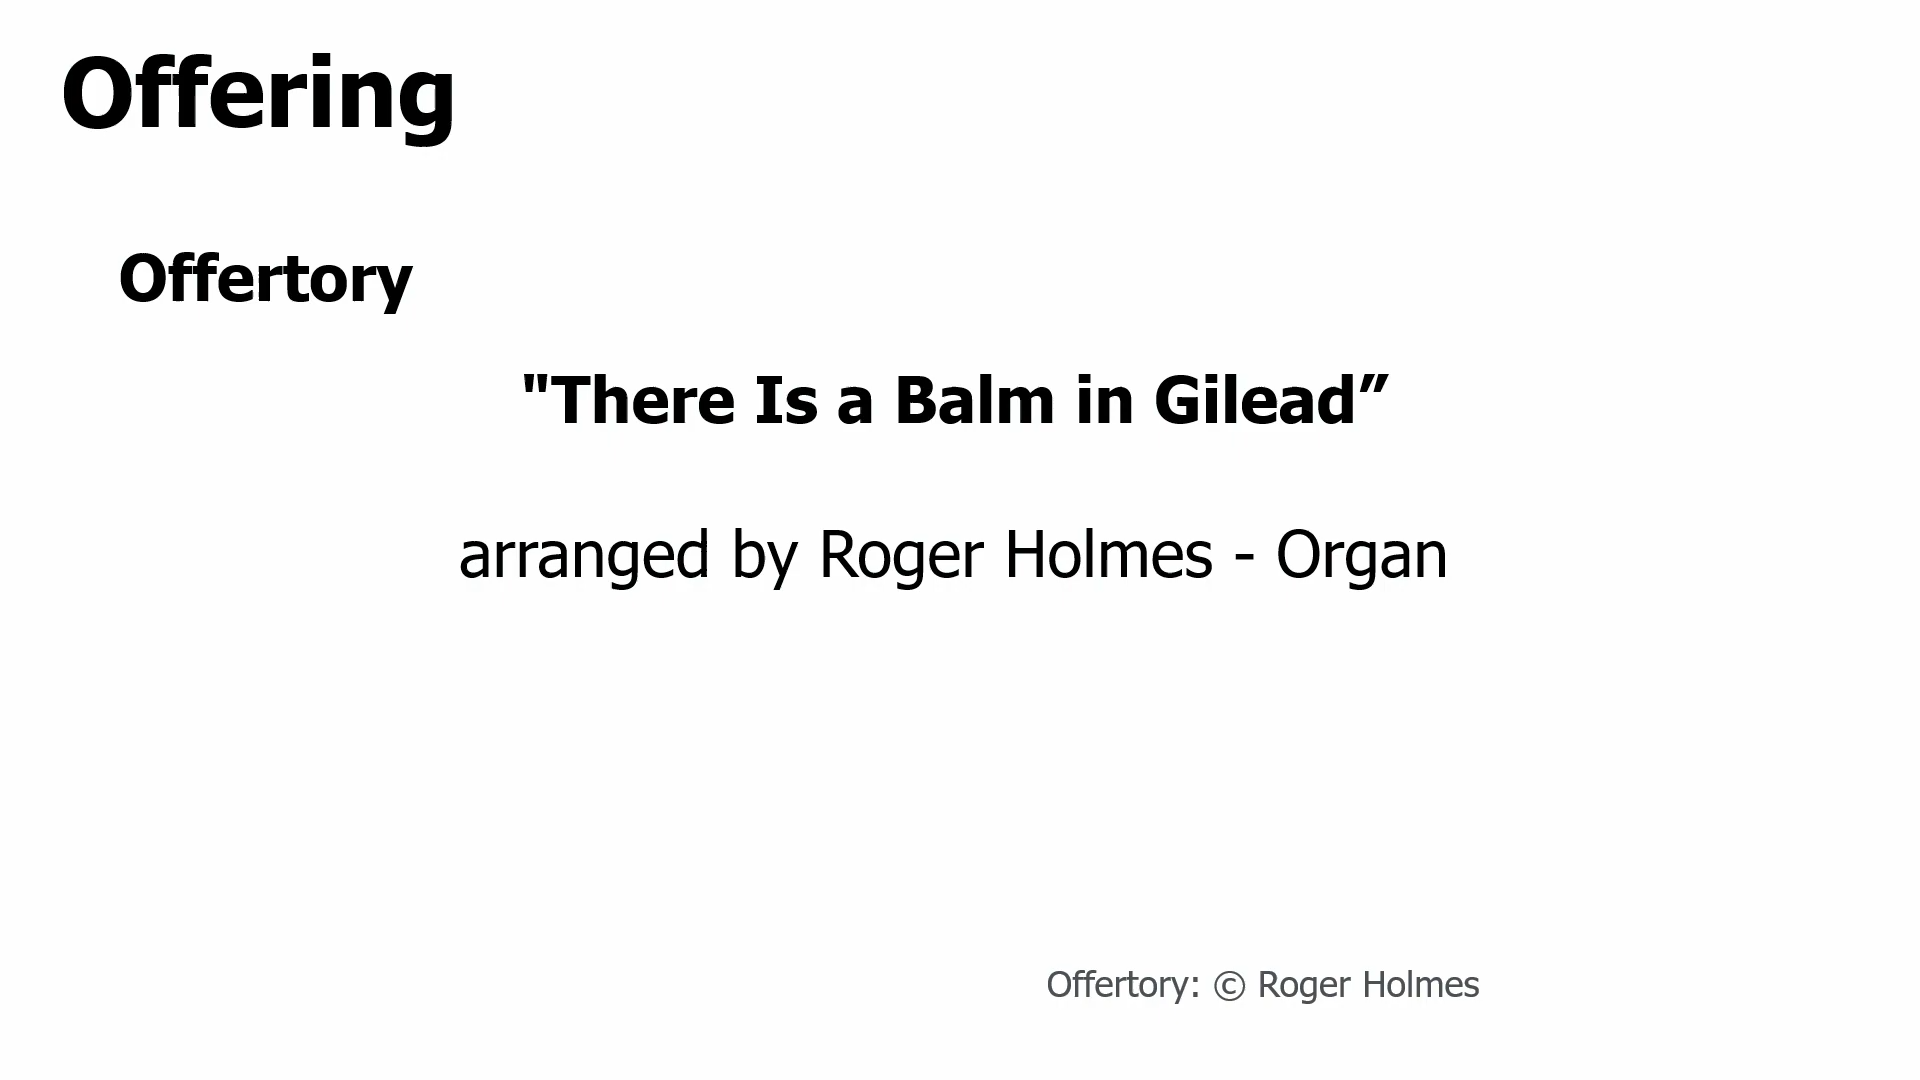 Offering
Offertory
"There Is a Balm in Gilead”
arranged by Roger Holmes - Organ
Offertory: © Roger Holmes